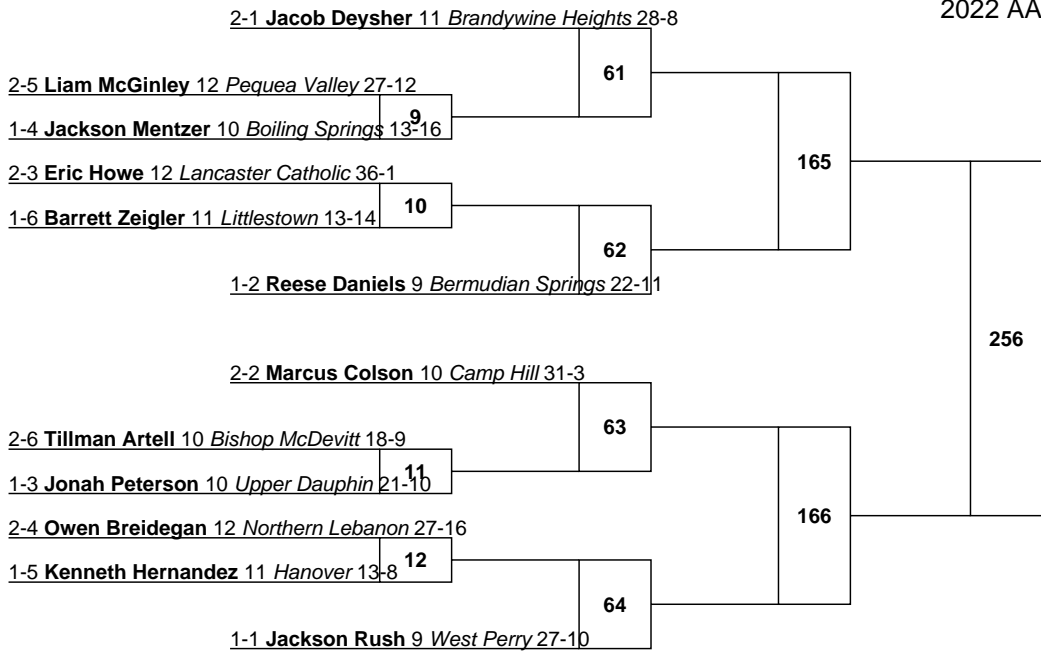 2022 AA
2-1 Jacob Deysher 11 Brandywine Heights 28-8
61
2-5 Liam McGinley 12 Pequea Valley 27-12
9
1-4 Jackson Mentzer 10 Boiling Springs 13-16
165
2-3 Eric Howe 12 Lancaster Catholic 36-1
10
1-6 Barrett Zeigler 11 Littlestown 13-14
62
1-2 Reese Daniels 9 Bermudian Springs 22-11
256
2-2 Marcus Colson 10 Camp Hill 31-3
63
2-6 Tillman Artell 10 Bishop McDevitt 18-9
11
1-3 Jonah Peterson 10 Upper Dauphin 21-10
166
2-4 Owen Breidegan 12 Northern Lebanon 27-16
12
1-5 Kenneth Hernandez 11 Hanover 13-8
64
1-1 Jackson Rush 9 West Perry 27-10